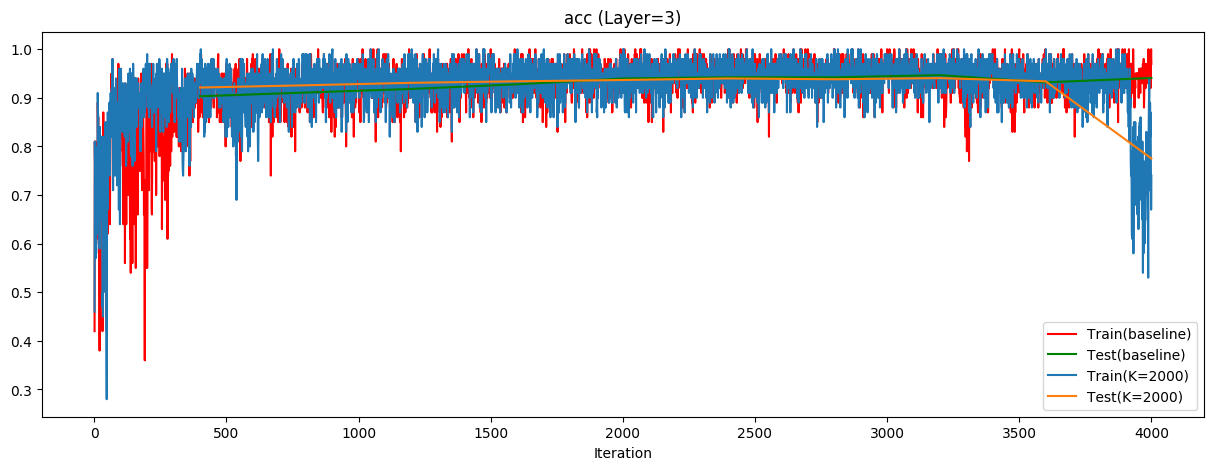 acc (Layer=3)
1.0
0.9
0.8
0.7
0.6
0.5
0.4
0.3
Train(baseline)
Test(baseline)
Train(K=2000)
Test(K=2000)
0 500 1000 1500 2000 2500 3000 3500 4000
Iteration